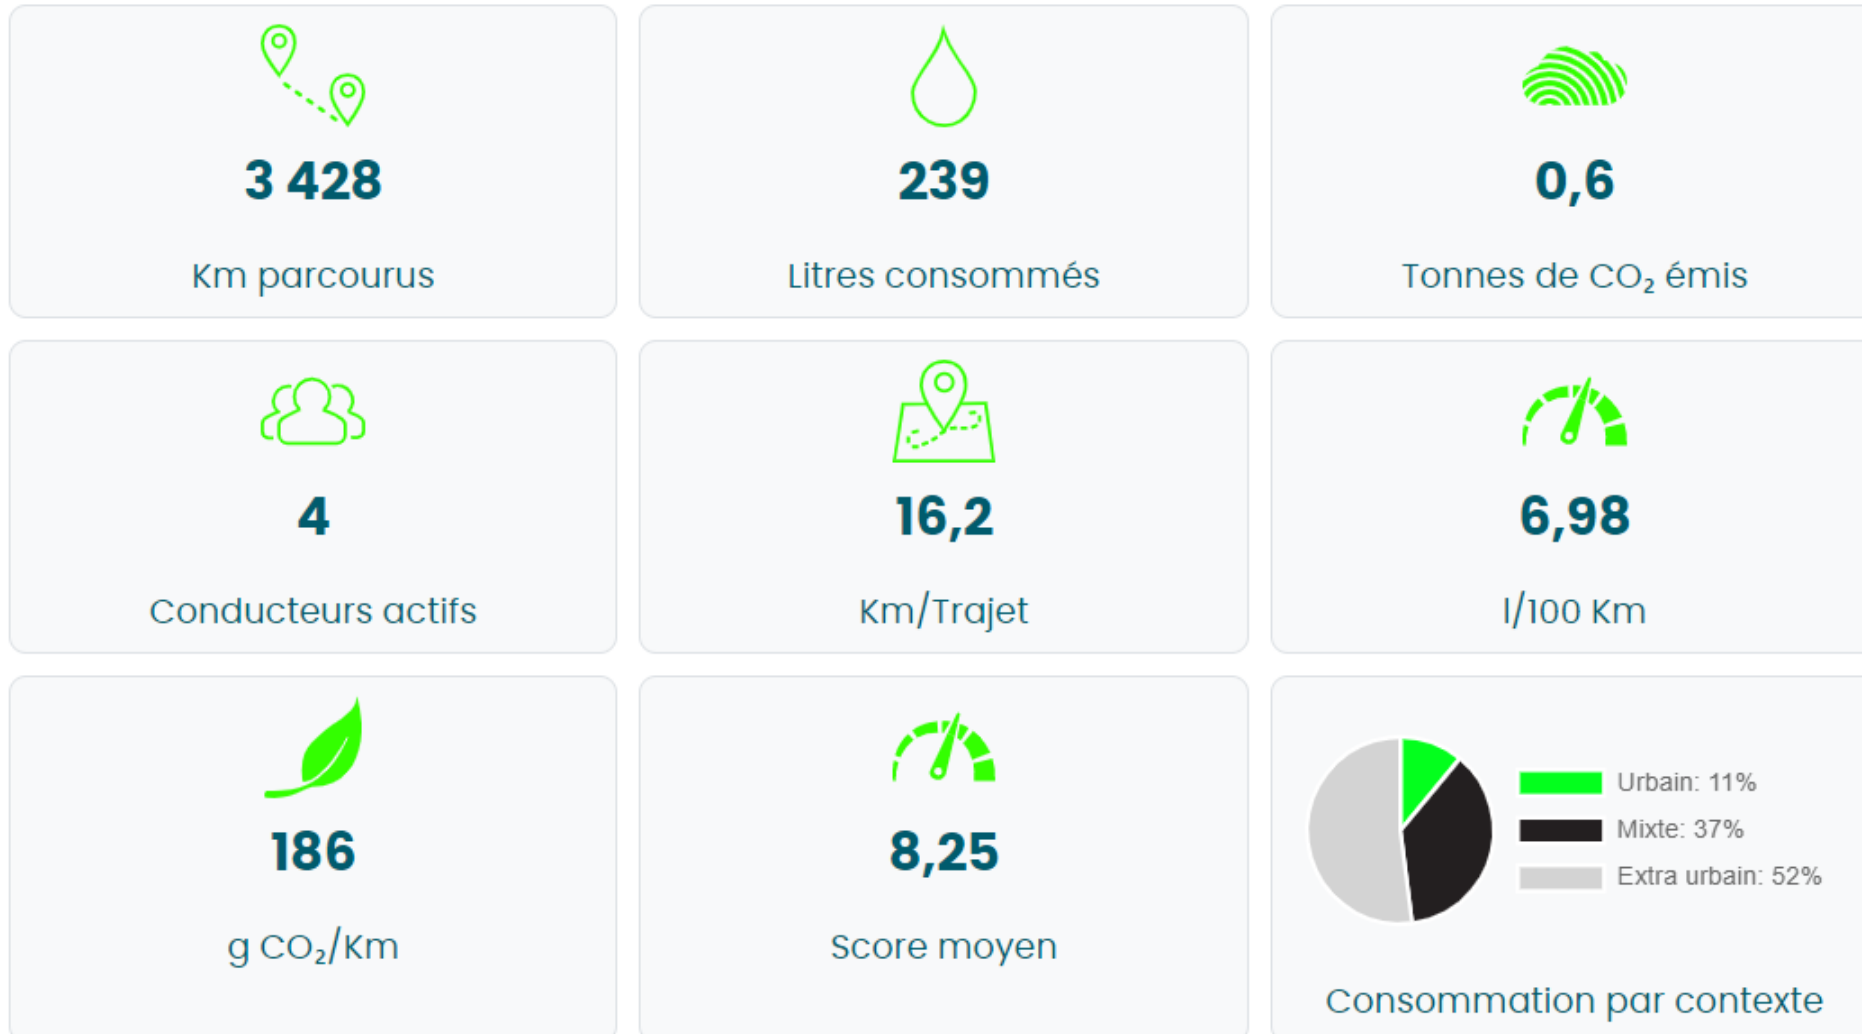 3 428
Km parcourus
239
Litres consommés
0,6
Tonnes de CO₂ émis
4
Conducteurs actifs
16,2
Km/Trajet
6,98
l/100 Km
186
g CO₂/Km
8,25
Score moyen
Urbain: 11%
Mixte: 37%
Extra urbain: 52%
Consommation par contexte